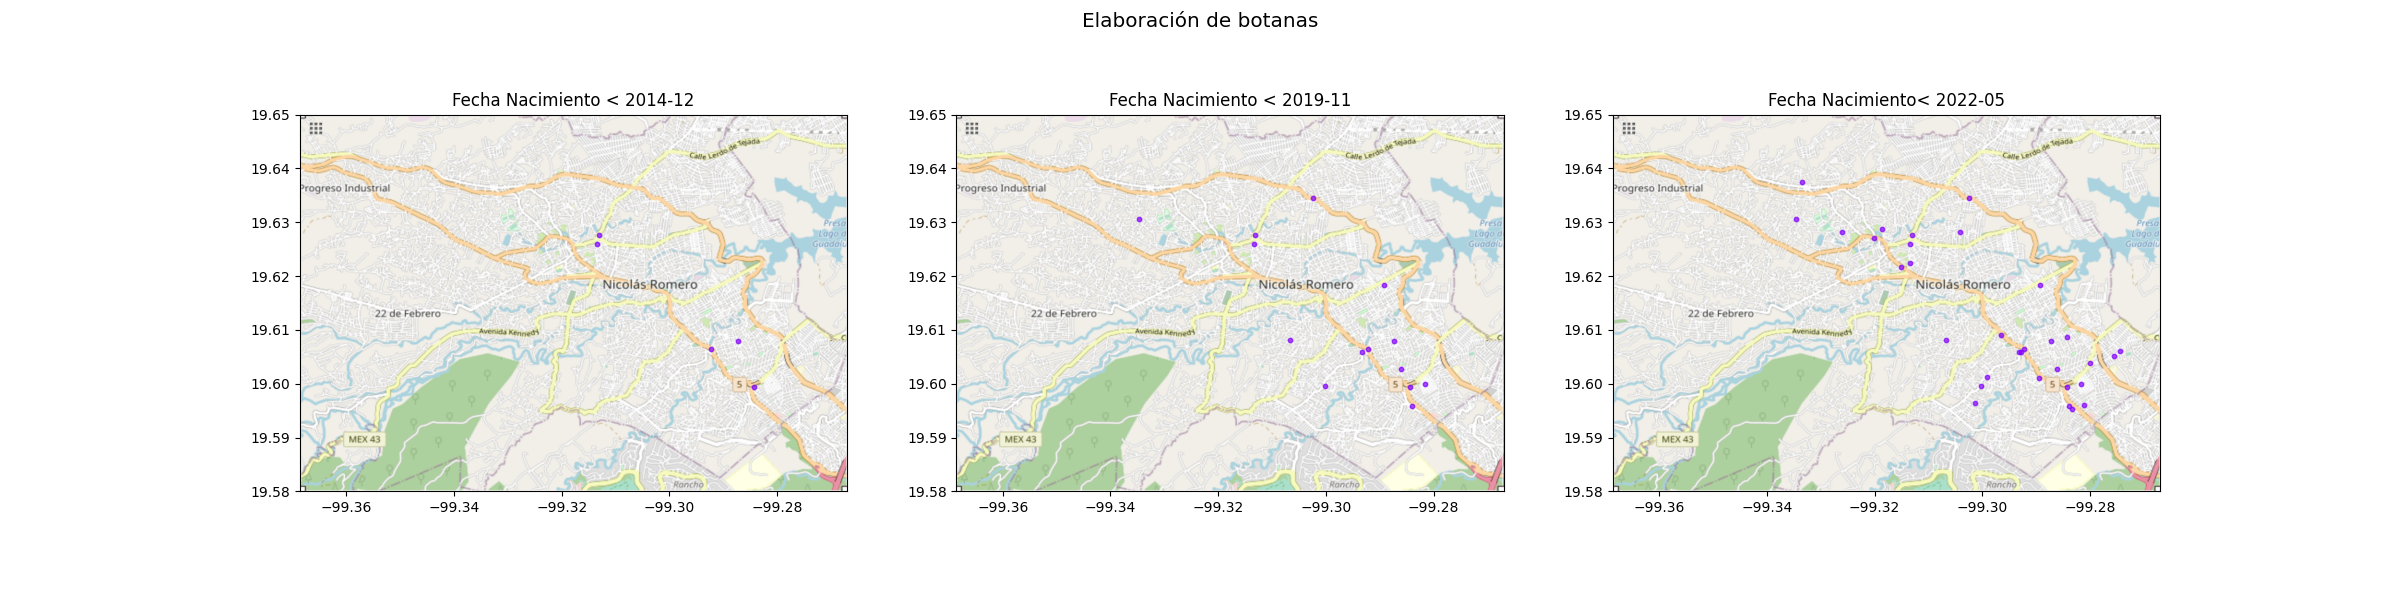 Elaboración de botanas
Fecha Nacimiento < 2014-12
19.65
19.64
19.63
19.62
19.61
19.60
19.59
19.58
Calle Lerdo de Tejada
Progreso Industrial
Presa
Lago d
Guadalu
Nicolás Romero
22 de Febrero
Avenida Kennedy
5
MEX 43
Rancho
−99.36 −99.34 −99.32 −99.30 −99.28
Fecha Nacimiento < 2019-11
19.65
19.64
19.63
19.62
19.61
19.60
19.59
19.58
Calle Lerdo de Tejada
Progreso Industrial
Presa
Lago d
Guadalu
Nicolás Romero
22 de Febrero
Avenida Kennedy
5
MEX 43
Rancho
−99.36 −99.34 −99.32 −99.30 −99.28
Fecha Nacimiento< 2022-05
19.65
19.64
19.63
19.62
19.61
19.60
19.59
19.58
Calle Lerdo de Tejada
Progreso Industrial
Presa
Lago d
Guadalu
Nicolás Romero
22 de Febrero
Avenida Kennedy
5
MEX 43
Rancho
−99.36 −99.34 −99.32 −99.30 −99.28